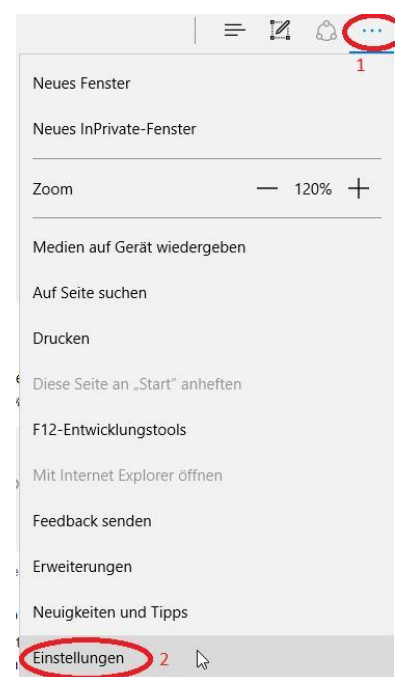 1
Neues Fenster
Neues InPrivate-Fenster
Zoom — 120% +
Medien auf Gerät wiedergeben
Auf Seite suchen
Drucken
Diese Seite an „Start“ anheften
F12-Entwicklungstools
Mit Internet Explorer öffnen
Feedback senden
Erweiterungen
Neuigkeiten und Tipps
Einstellungen 2